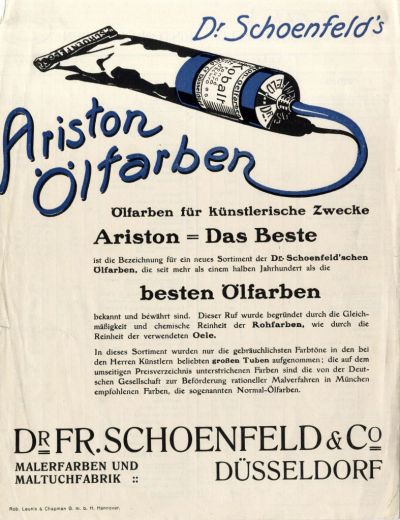 Dr. Schoenfeld's
Kobalt
Ariston
Ölfarben
Ölfarben für künstlerische Zwecke
Ariston = Das Beste
ist die Bezeichnung für ein neues Sortiment der Dr. Schoenfeld'schen
Ölfarben, die seit mehr als einem halben Jahrhundert als die
besten Ölfarben
bekannt und bewährt sind. Dieser Ruf wurde begründet durch die Gleich-
mäßigkeit und chemische Reinheit der Rohfarben, wie durch die
Reinheit der verwendeten Oele.
In dieses Sortiment wurden nur die gebräuchlichsten Farbtöne in den bei
den Herren Künstlern beliebten großen Tuben aufgenommen; die auf dem
umseitigen Preisverzeichnis unterstrichenen Farben sind die von der Deut-
schen Gesellschaft zur Beförderung rationeller Malverfahren in München
empfohlenen Farben, die sogenannten Normal-Ölfarben.
DR FR. SCHOENFELD & Co
MALERFARBEN UND
MALTUCHFABRIK ::
DÜSSELDORF
Rob. Leunis & Chapman G. m. b. H. Hannover.